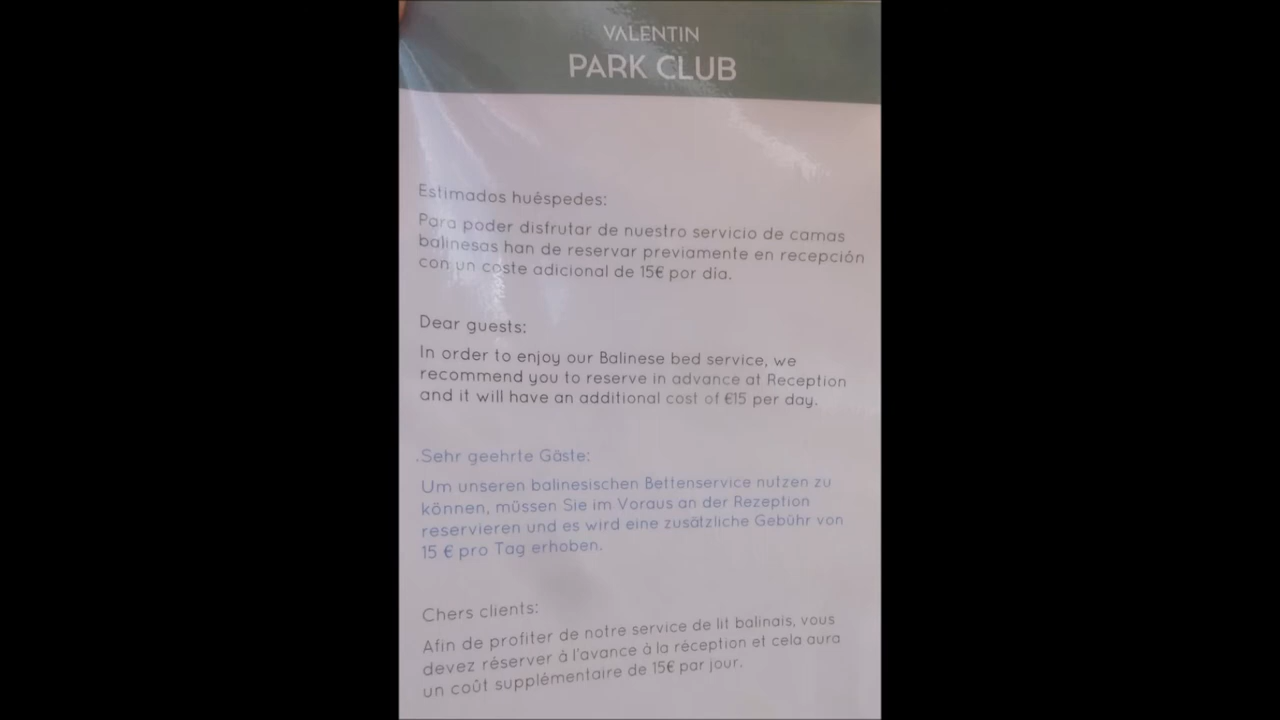 VALENTIN
PARK CLUB
Estimados huéspedes:
Para poder disfrutar de nuestro servicio de camas
balinesas han de reservar previamente en recepción
con un coste adicional de 15€ por día.
Dear guests:
In order to enjoy our Balinese bed service, we
recommend you to reserve in advance at Reception
and it will have an additional cost of €15 per day.
.Sehr geehrte Gäste:
Um unseren balinesischen Bettenservice nutzen zu
können, müssen Sie im Voraus an der Rezeption
reservieren und es wird eine zusätzliche Gebühr von
15 € pro Tag erhoben.
Chers clients:
Afin de profiter de notre service de lit balinais, vous
devez réserver à l'avance à la réception et cela aura
un coût supplémentaire de 15€ par jour.